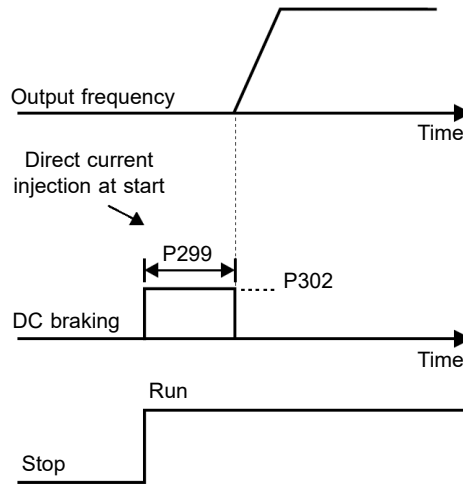 Output frequency
Time
Direct current
injection at start
P299
P302
DC braking
Time
Run
Stop